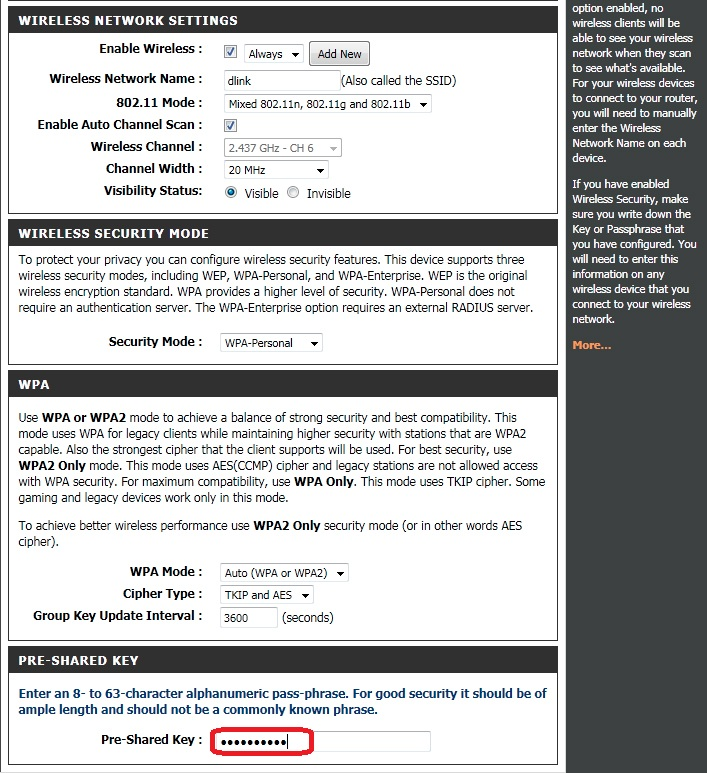 WIRELESS NETWORK SETTINGS
Enable Wireless :
Always
Add New
Wireless Network Name :
dlink
(Also called the SSID)
802.11 Mode :
Mixed 802.11n, 802.11g and 802.11b
Enable Auto Channel Scan :
Wireless Channel :
2.437 GHz - CH 6
Channel Width :
20 MHz
Visibility Status:
Visible
Invisible
WIRELESS SECURITY MODE
To protect your privacy you can configure wireless security features. This device supports three
wireless security modes, including WEP, WPA-Personal, and WPA-Enterprise. WEP is the original
wireless encryption standard. WPA provides a higher level of security. WPA-Personal does not
require an authentication server. The WPA-Enterprise option requires an external RADIUS server.
Security Mode :
WPA-Personal
WPA
Use WPA or WPA2 mode to achieve a balance of strong security and best compatibility. This
mode uses WPA for legacy clients while maintaining higher security with stations that are WPA2
capable. Also the strongest cipher that the client supports will be used. For best security, use
WPA2 Only mode. This mode uses AES(CCMP) cipher and legacy stations are not allowed access
with WPA security. For maximum compatibility, use WPA Only. This mode uses TKIP cipher. Some
gaming and legacy devices work only in this mode.
To achieve better wireless performance use WPA2 Only security mode (or in other words AES
cipher).
WPA Mode :
Auto (WPA or WPA2)
Cipher Type :
TKIP and AES
Group Key Update Interval :
3600
(seconds)
PRE-SHARED KEY
Enter an 8- to 63-character alphanumeric pass-phrase. For good security it should be of
ample length and should not be a commonly known phrase.
Pre-Shared Key :
••••••••••
option enabled, no
wireless clients will be
able to see your wireless
network when they scan
to see what's available.
For your wireless devices
to connect to your router,
you will need to manually
enter the Wireless
Network Name on each
device.
If you have enabled
Wireless Security, make
sure you write down the
Key or Passphrase that
you have configured. You
will need to enter this
information on any
wireless device that you
connect to your wireless
network.
More...